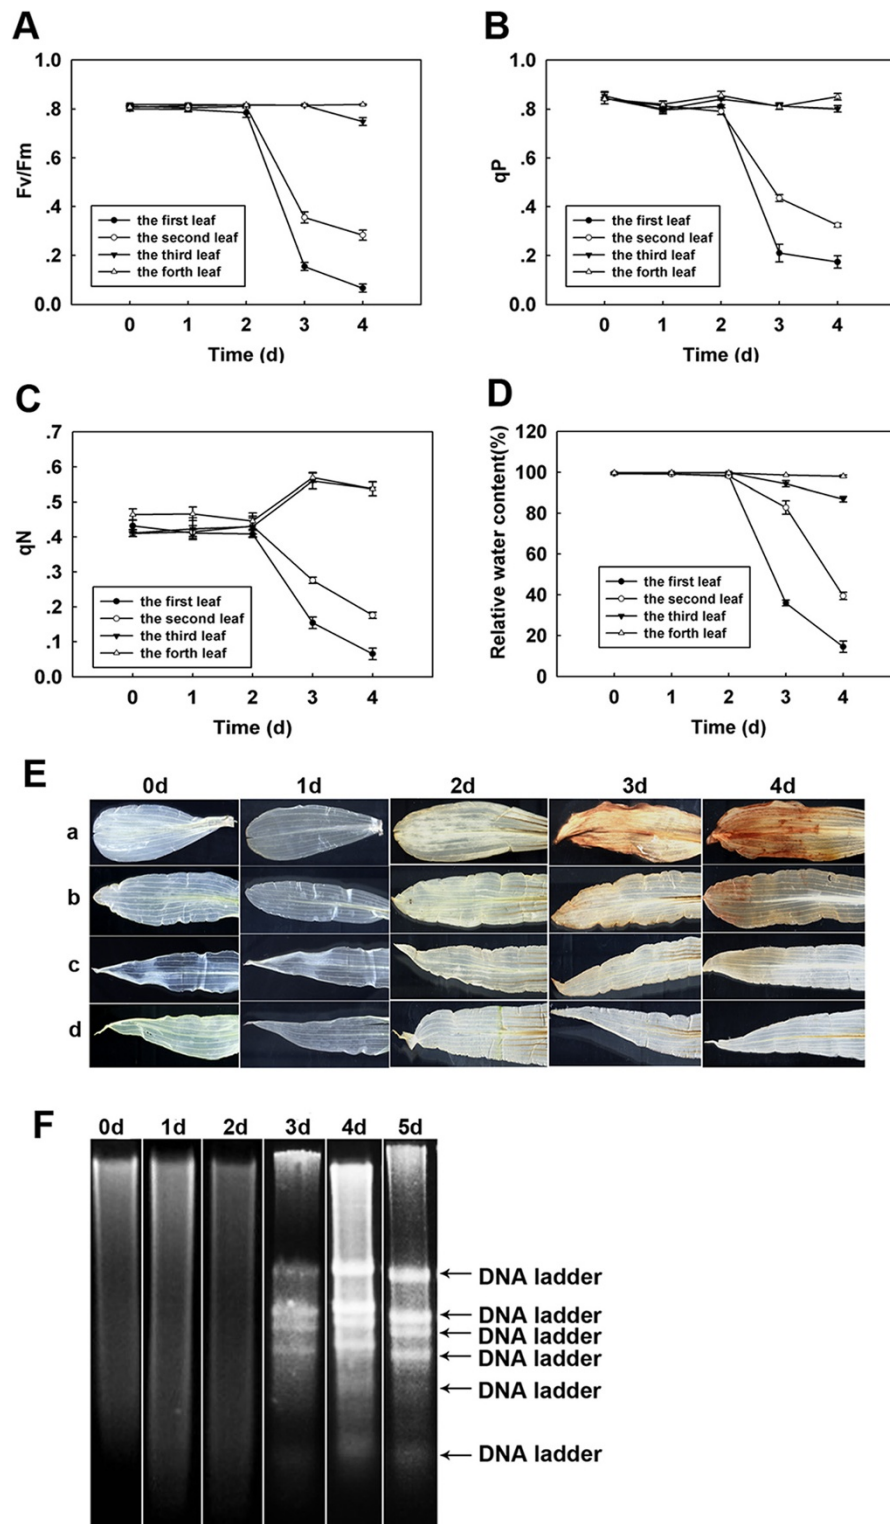 A
1.0
.8
.6
.4
.2
0.0
Fv/Fm
the first leaf
the second leaf
the third leaf
the forth leaf
0 1 2 3 4
Time (d)
B
1.0
.8
.6
.4
.2
0.0
qP
the first leaf
the second leaf
the third leaf
the forth leaf
0 1 2 3 4
Time (d)
C
.7
.6
.5
.4
.3
.2
.1
.0
qN
the first leaf
the second leaf
the third leaf
the forth leaf
0 1 2 3 4
Time (d)
D
120
100
80
60
40
20
0
Relative water content(%)
the first leaf
the second leaf
the third leaf
the forth leaf
0 1 2 3 4
Time (d)
E
0d 1d 2d 3d 4d
a
b
c
d
F
0d 1d 2d 3d 4d 5d
DNA ladder
DNA ladder
DNA ladder
DNA ladder
DNA ladder
DNA ladder